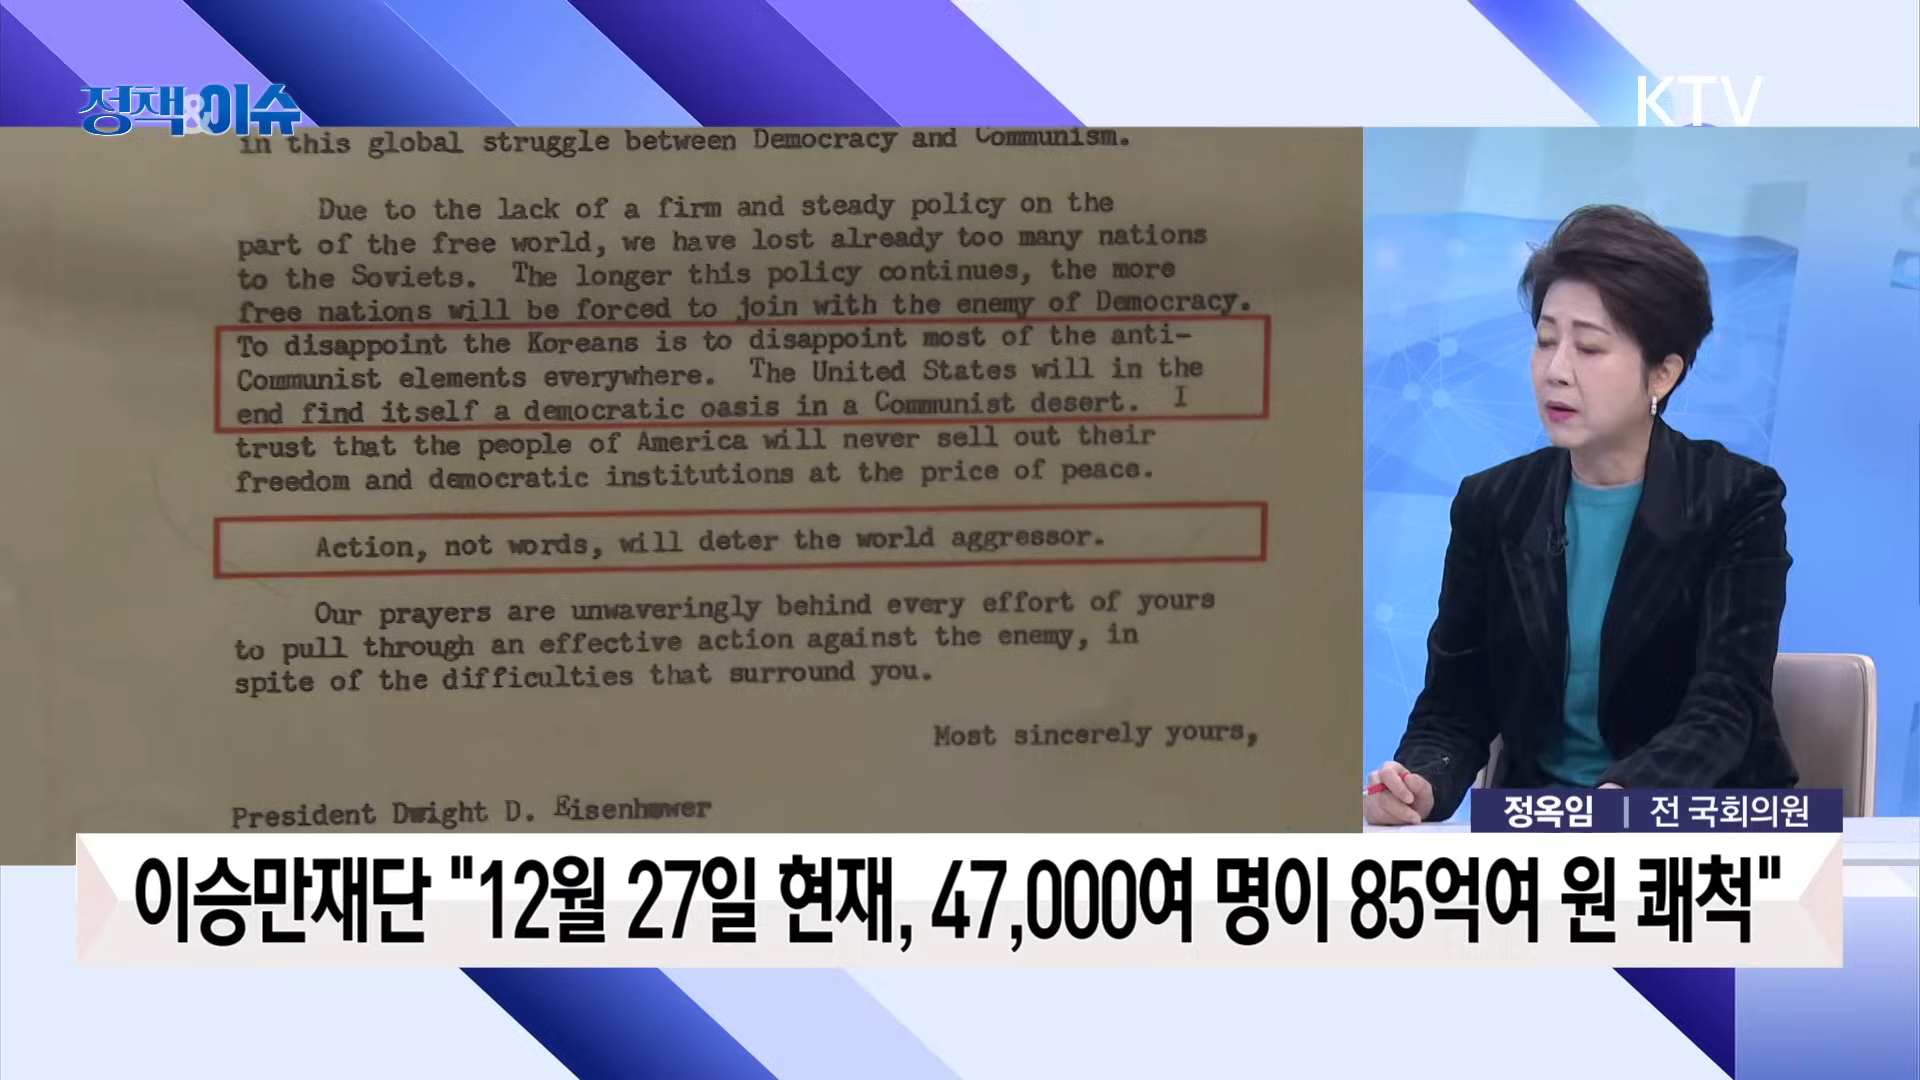 정책&이슈
KTV
in this global struggle between Democracy and Communism.
Due to the lack of a firm and steady policy on the
part of the free world, we have lost already too many nations
to the Soviets. The longer this policy continues, the more
free nations will be forced to join with the enemy of Democracy.
To disappoint the Koreans is to disappoint most of the anti-
Communist elements everywhere. The United States will in the
end find itself a democratic oasis in a Communist desert. I
trust that the people of America will never sell out their
freedom and democratic institutions at the price of peace.
Action, not words, will deter the world aggressor.
Our prayers are unwaveringly behind every effort of yours
to pull through an effective action against the enemy, in
spite of the difficulties that surround you.
Most sincerely yours,
President Dwight D. Eisenhower
정옥임 | 전 국회의원
이승만재단 "12월 27일 현재, 47,000여 명이 85억여 원 쾌척"